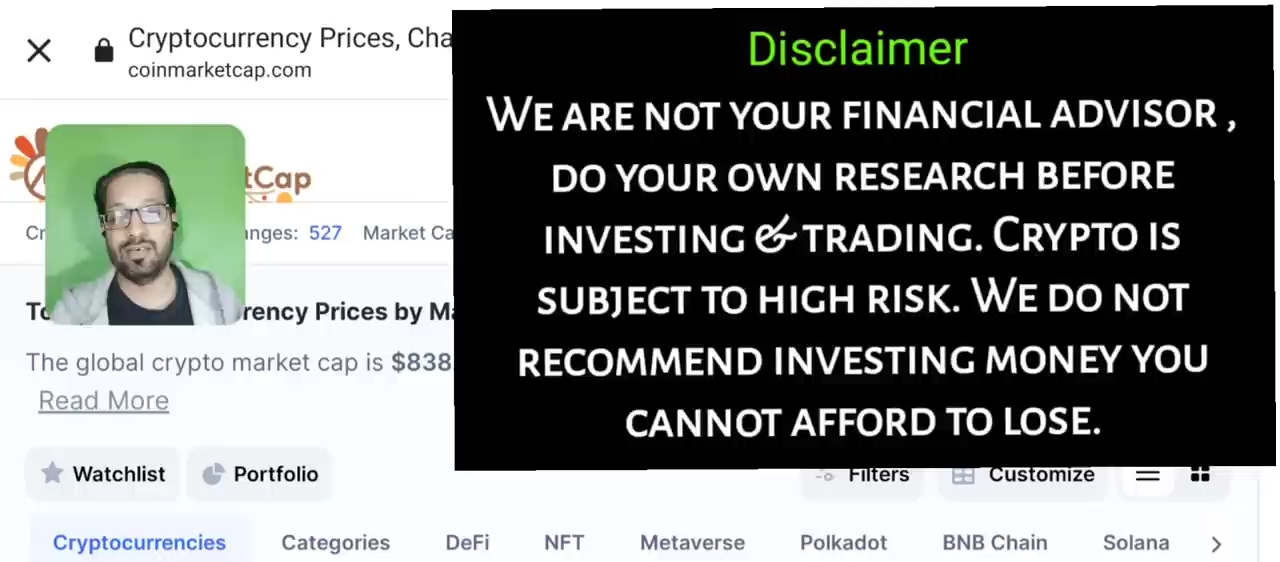 Cryptocurrency Prices, Cha
coinmarketcap.com
Disclaimer
WE ARE NOT YOUR FINANCIAL ADVISOR ,
DO YOUR OWN RESEARCH BEFORE
INVESTING & TRADING. CRYPTO IS
SUBJECT TO HIGH RISK. WE DO NOT
RECOMMEND INVESTING MONEY YOU
CANNOT AFFORD TO LOSE.
tCap
Cr nges: 527 Market Ca
To rency Prices by Ma
The global crypto market cap is $838
Read More
Watchlist Portfolio Filters Customize
Cryptocurrencies Categories DeFi NFT Metaverse Polkadot BNB Chain Solana